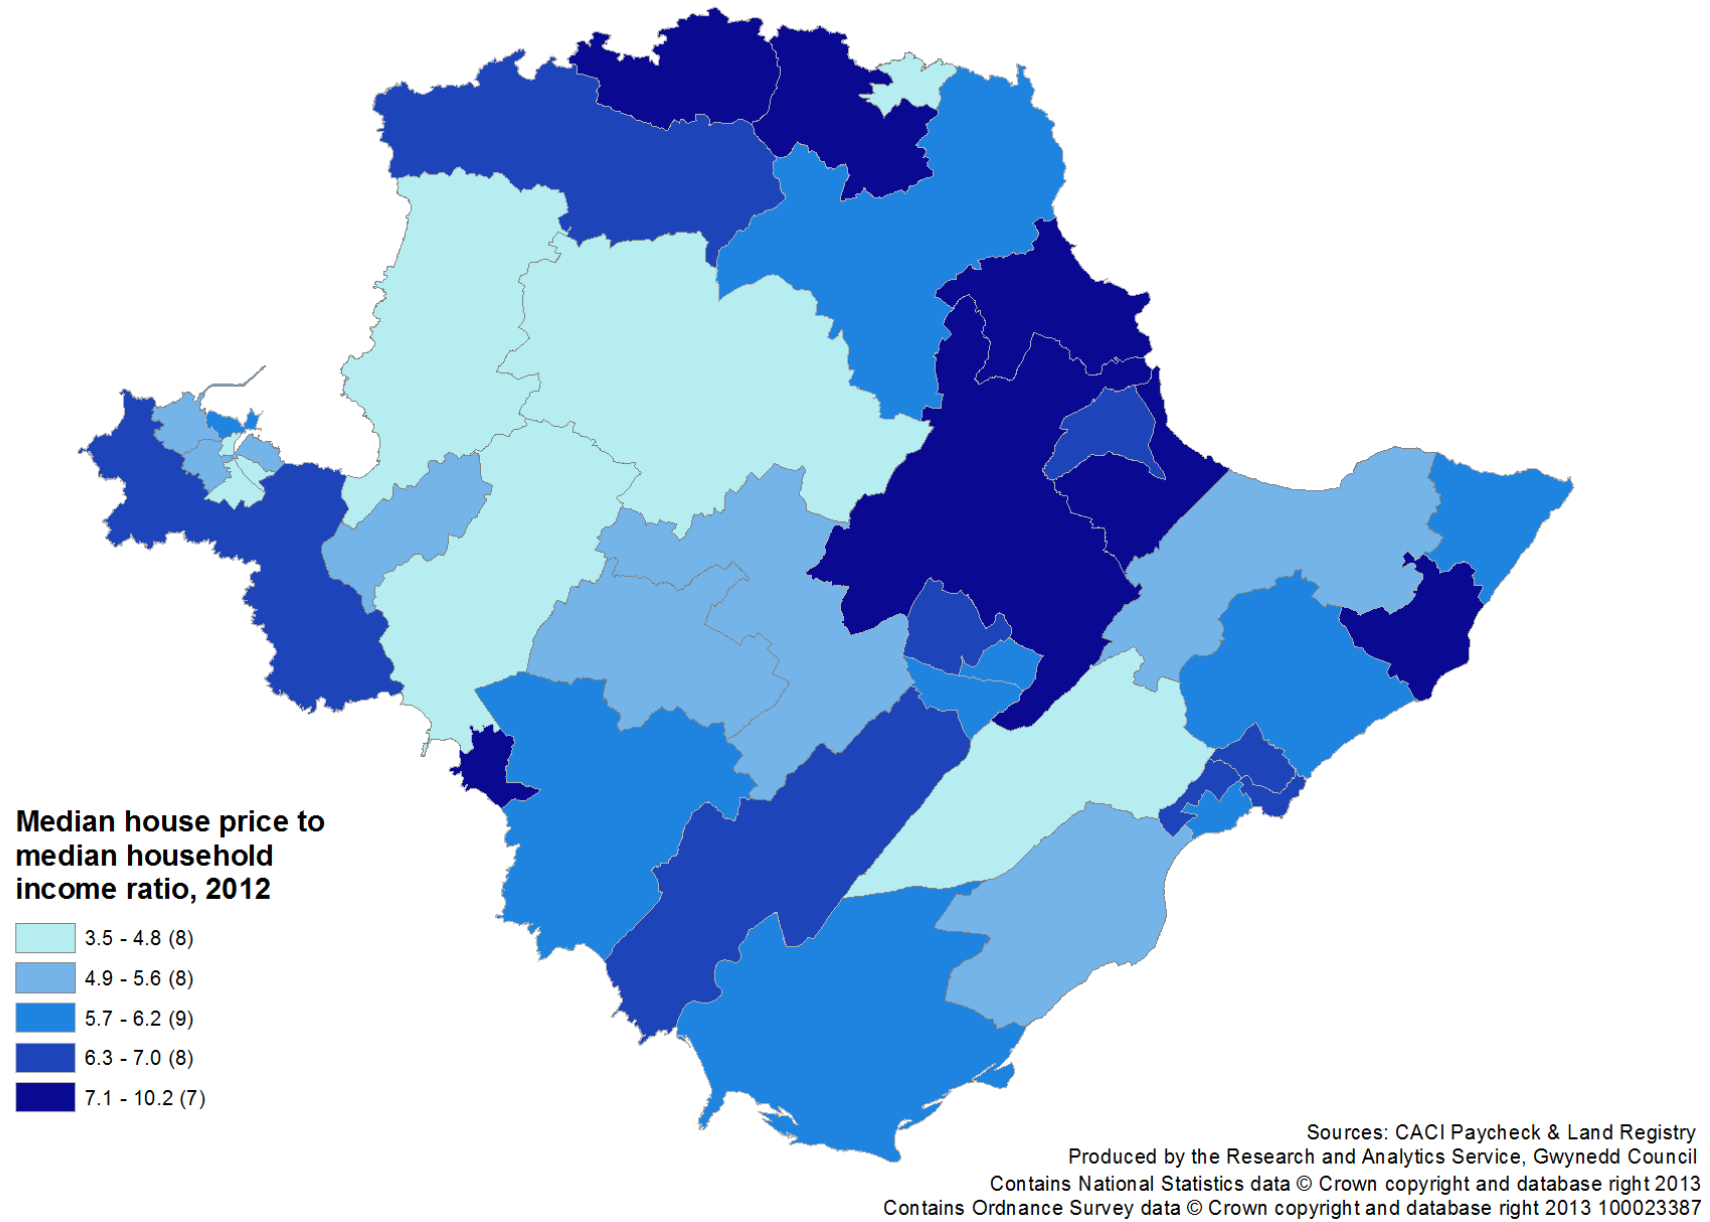 Median house price to
median household
income ratio, 2012
3.5 - 4.8 (8)
4.9 - 5.6 (8)
5.7 - 6.2 (9)
6.3 - 7.0 (8)
7.1 - 10.2 (7)
Sources: CACI Paycheck & Land Registry
Produced by the Research and Analytics Service, Gwynedd Council
Contains National Statistics data © Crown copyright and database right 2013
Contains Ordnance Survey data © Crown copyright and database right 2013 100023387